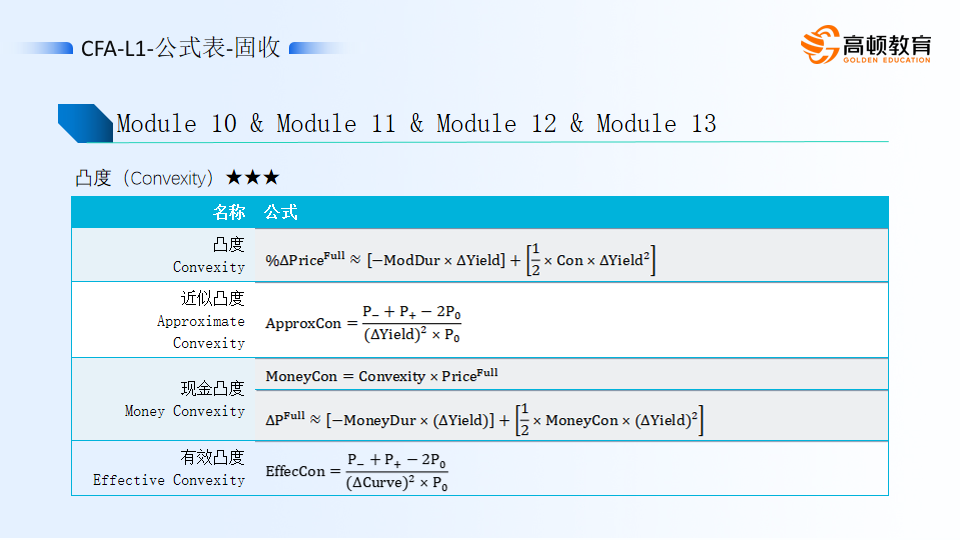 CFA-L1-公式表-固收
高顿教育
GOLDEN EDUCATION
Module 10 & Module 11 & Module 12 & Module 13
凸度（Convexity）★★★
名称 公式
凸度
Convexity
%ΔPrice^Full ≈ [−ModDur × ΔYield] + [1/2 × Con × ΔYield²]
近似凸度
Approximate
Convexity
ApproxCon = (P₋ + P₊ − 2P₀) / ((ΔYield)² × P₀)
现金凸度
Money Convexity
MoneyCon = Convexity × Price^Full
ΔP^Full ≈ [−MoneyDur × (ΔYield)] + [1/2 × MoneyCon × (ΔYield)²]
有效凸度
Effective Convexity
EffecCon = (P₋ + P₊ − 2P₀) / ((ΔCurve)² × P₀)